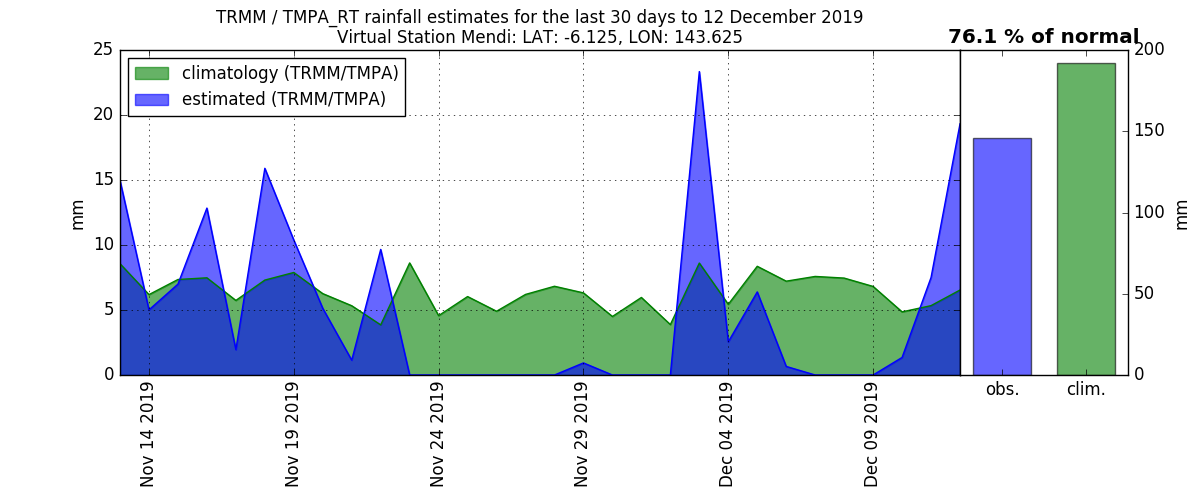 TRMM / TMPA_RT rainfall estimates for the last 30 days to 12 December 2019
Virtual Station Mendi: LAT: -6.125, LON: 143.625
76.1 % of normal
climatology (TRMM/TMPA)
estimated (TRMM/TMPA)
25
20
15
10
5
0
mm
200
150
100
50
0
mm
Nov 14 2019
Nov 19 2019
Nov 24 2019
Nov 29 2019
Dec 04 2019
Dec 09 2019
obs.
clim.